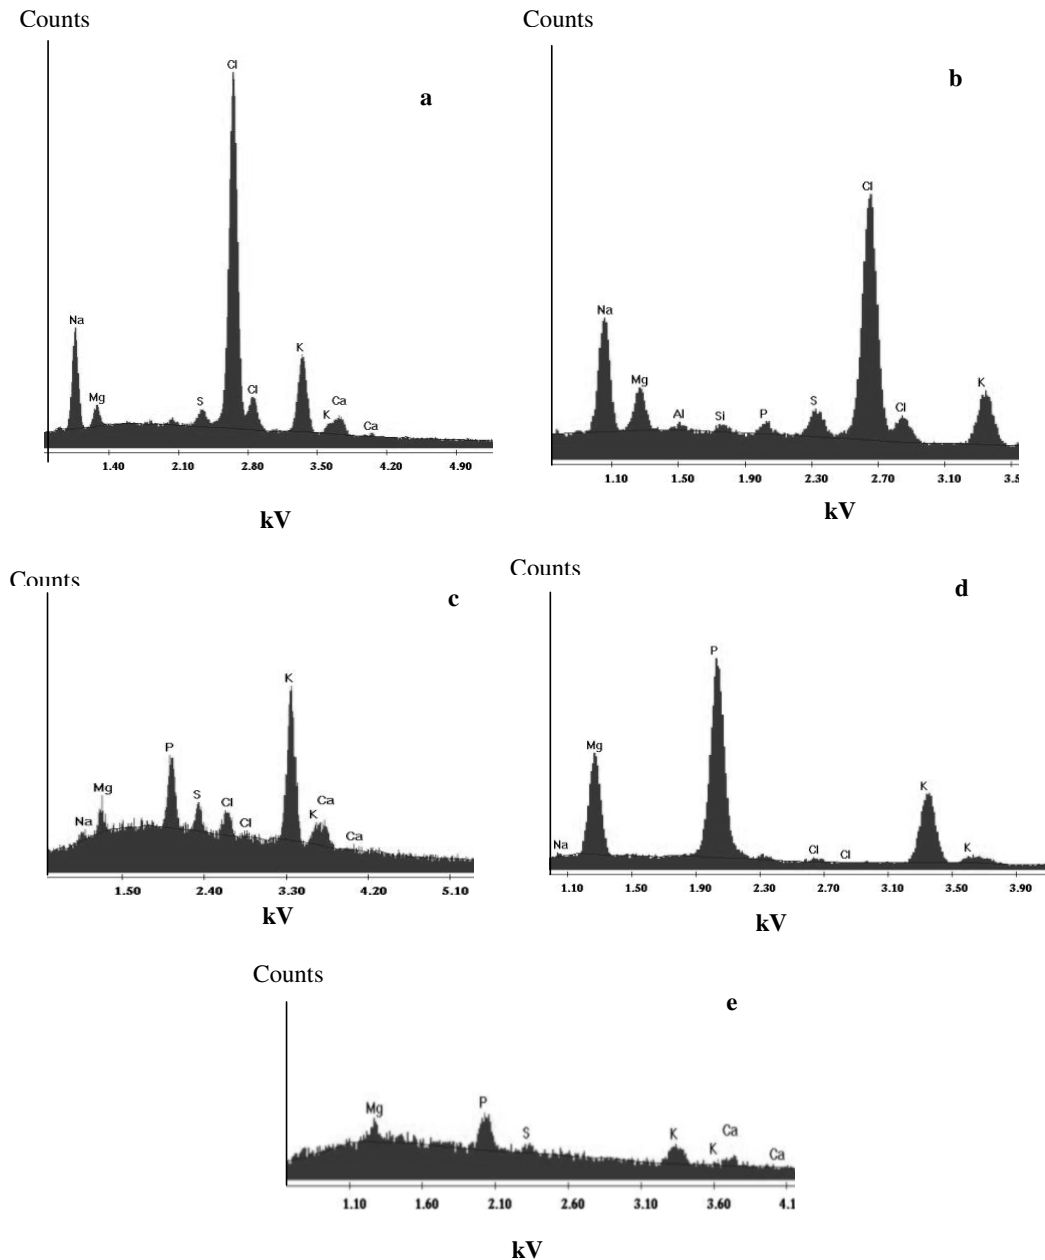 Counts
Counts
a
b
Cl
Na
Mg
S
Cl
K
K
Ca
Ca
1.40 2.10 2.80 3.50 4.20 4.90
kV
Cl
Na
Mg
Al
Si
P
S
Cl
K
1.10 1.50 1.90 2.30 2.70 3.10 3.5
kV
Counts
Counts
c
d
Na
Mg
P
S
Cl
Cl
K
K
Ca
Ca
1.50 2.40 3.30 4.20 5.10
kV
Na
Mg
P
Cl
Cl
K
K
1.10 1.50 1.90 2.30 2.70 3.10 3.50 3.90
kV
Counts
e
Mg
P
S
K
K
Ca
Ca
1.10 1.60 2.10 2.60 3.10 3.60 4.1
kV